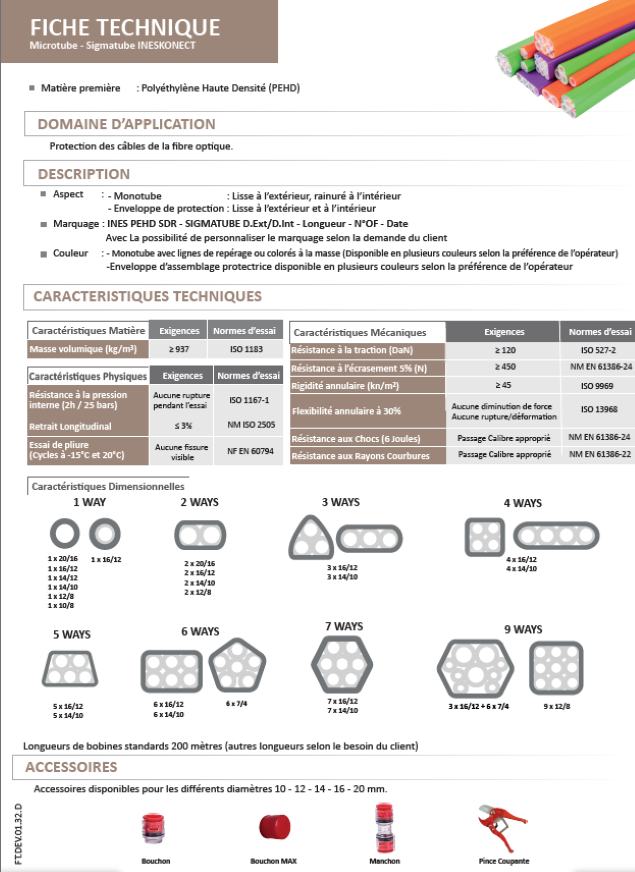 FICHE TECHNIQUE
Microtube - Sigmatube INESKONECT
Matière première : Polyéthylène Haute Densité (PEHD)
DOMAINE D'APPLICATION
Protection des câbles de la fibre optique.
DESCRIPTION
Aspect : - Monotube : Lisse à l'extérieur, rainuré à l'intérieur
- Enveloppe de protection : Lisse à l'extérieur et à l'intérieur
Marquage : INES PEHD SDR - SIGMATUBE D.Ext/D.Int - Longueur - N°OF - Date
Avec La possibilité de personnaliser le marquage selon la demande du client
Couleur : - Monotube avec lignes de repérage ou colorés à la masse (Disponible en plusieurs couleurs selon la préférence de l'opérateur)
-Enveloppe d'assemblage protectrice disponible en plusieurs couleurs selon la préférence de l'opérateur
CARACTERISTIQUES TECHNIQUES
Caractéristiques Matière Exigences Normes d'essai
Masse volumique (kg/m³) ≥ 937 ISO 1183
Caractéristiques Physiques Exigences Normes d'essai
Résistance à la pression
interne (2h / 25 bars)
Aucune rupture
pendant l'essai
ISO 1167-1
Retrait Longitudinal ≤ 3% NM ISO 2505
Essai de pliure
(Cycles à -15°C et 20°C)
Aucune fissure
visible
NF EN 60794
Caractéristiques Mécaniques Exigences Normes d'essai
Résistance à la traction (DaN) ≥ 120 ISO 527-2
Résistance à l'écrasement 5% (N) ≥ 450 NM EN 61386-24
Rigidité annulaire (kn/m²) ≥ 45 ISO 9969
Flexibilité annulaire à 30%
Aucune diminution de force
Aucune rupture/déformation
ISO 13968
Résistance aux Chocs (6 Joules) Passage Calibre approprié NM EN 61386-24
Résistance aux Rayons Courbures Passage Calibre approprié NM EN 61386-22
Caractéristiques Dimensionnelles
1 WAY
1 x 20/16
1 x 16/12
1 x 14/12
1 x 14/10
1 x 12/8
1 x 10/8
1 x 16/12
2 WAYS
2 x 20/16
2 x 16/12
2 x 14/10
2 x 12/8
3 WAYS
3 x 16/12
3 x 14/10
4 WAYS
4 x 16/12
4 x 14/10
5 WAYS
5 x 16/12
5 x 14/10
6 WAYS
6 x 16/12
6 x 14/10
6 x 7/4
7 WAYS
7 x 16/12
7 x 14/10
9 WAYS
3 x 16/12 + 6 x 7/4
9 x 12/8
Longueurs de bobines standards 200 mètres (autres longueurs selon le besoin du client)
ACCESSOIRES
Accessoires disponibles pour les différents diamètres 10 - 12 - 14 - 16 - 20 mm.
Bouchon
Bouchon MAX
Manchon
Pince Coupante
FT.DEV.01.32.D